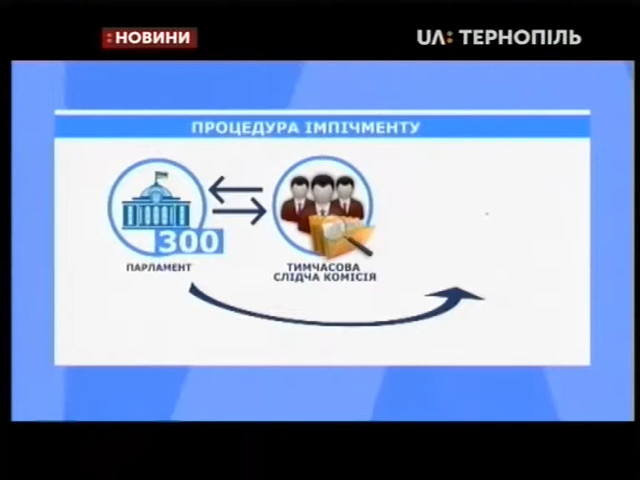 :НОВИНИ
UA: ТЕРНОПІЛЬ
ПРОЦЕДУРА ІМПІЧМЕНТУ
300
ПАРЛАМЕНТ
ТИМЧАСОВА
СЛІДЧА КОМІСІЯ